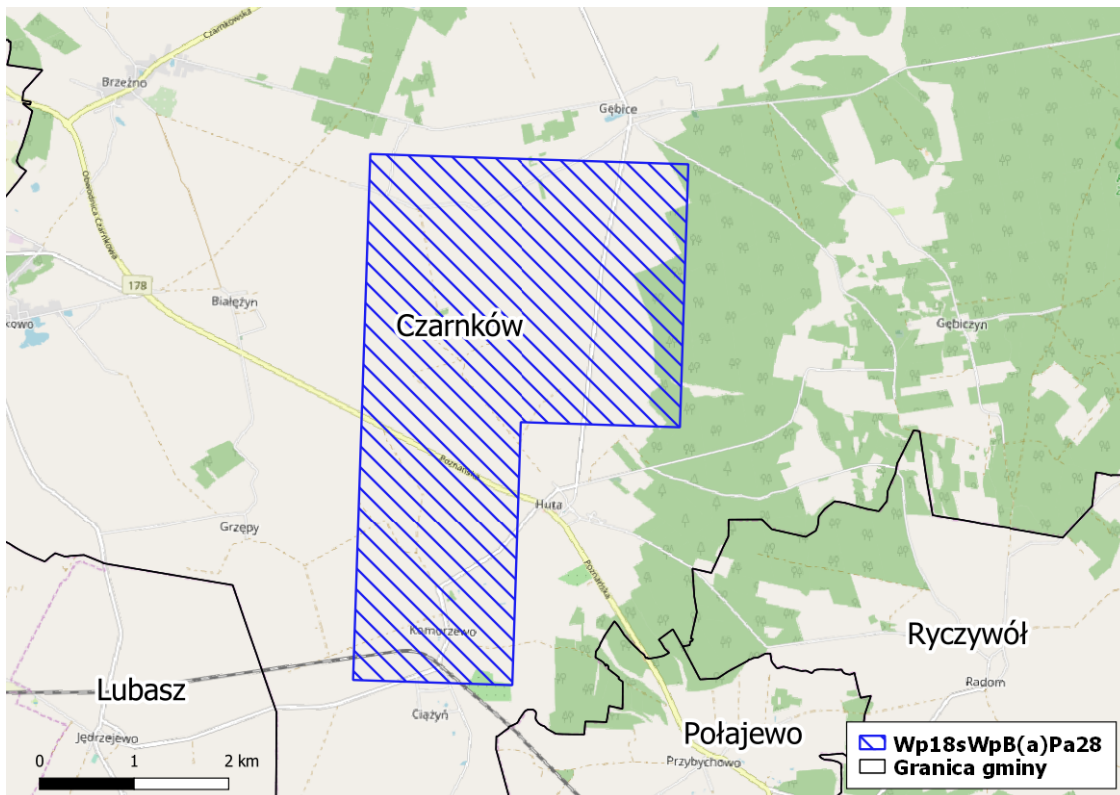 Czarnkowska
Brzeźno
Gębice
Obwodnica Czarnkowa
178
Białężyn
kowo
Czarnków
Gębiczyn
Poznańska
Huta
Grzępy
Poznańska
Komorzewo
Ryczywół
Lubasz
Radom
Ciążyń
Jędrzejewo
Połajewo
Przybychowo
0 1 2 km
Wp18sWpB(a)Pa28
Granica gminy